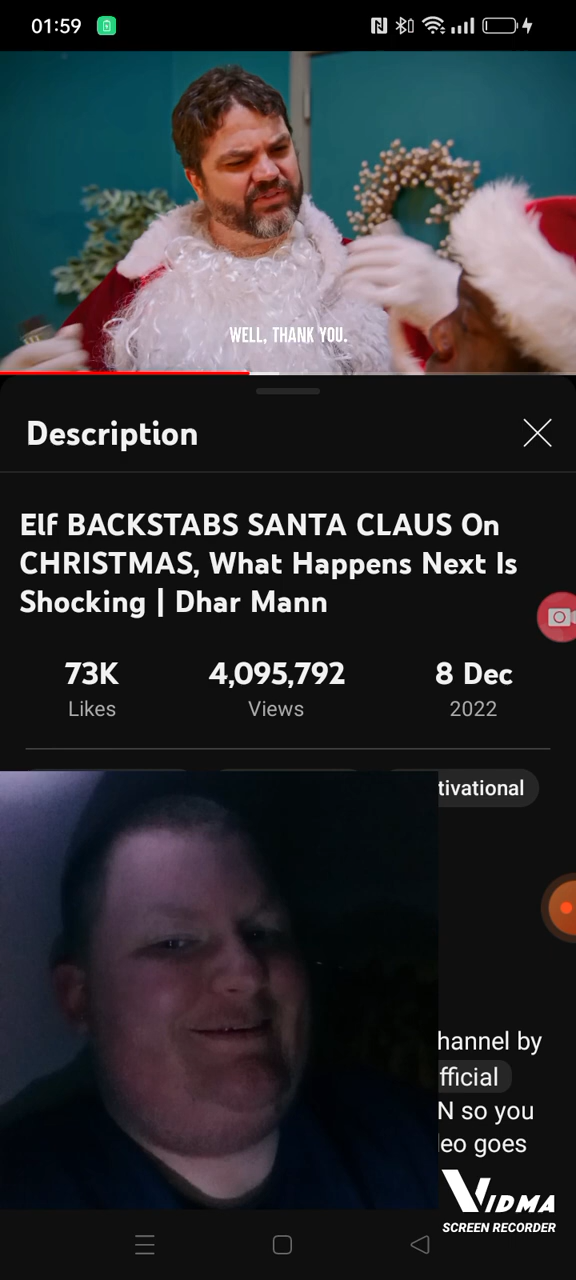 01:59
WELL, THANK YOU.
Description
Elf BACKSTABS SANTA CLAUS On
CHRISTMAS, What Happens Next Is
Shocking | Dhar Mann
73K
4,095,792
8 Dec
Likes
Views
2022
tivational
hannel by
fficial
N so you
eo goes
VIDMA
SCREEN RECORDER